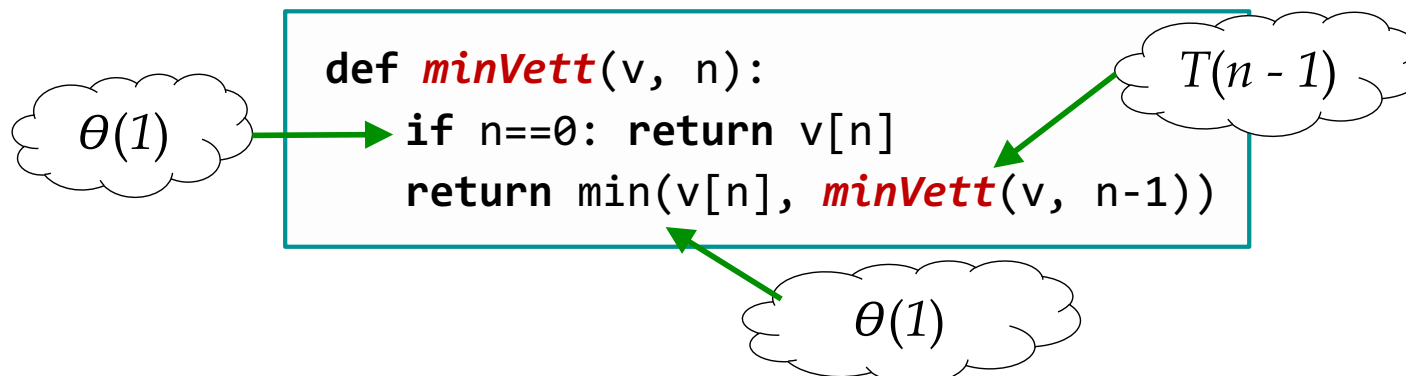 def minVett(v, n):
T(n - 1)
θ(1)
if n==0: return v[n]
return min(v[n], minVett(v, n-1))
θ(1)